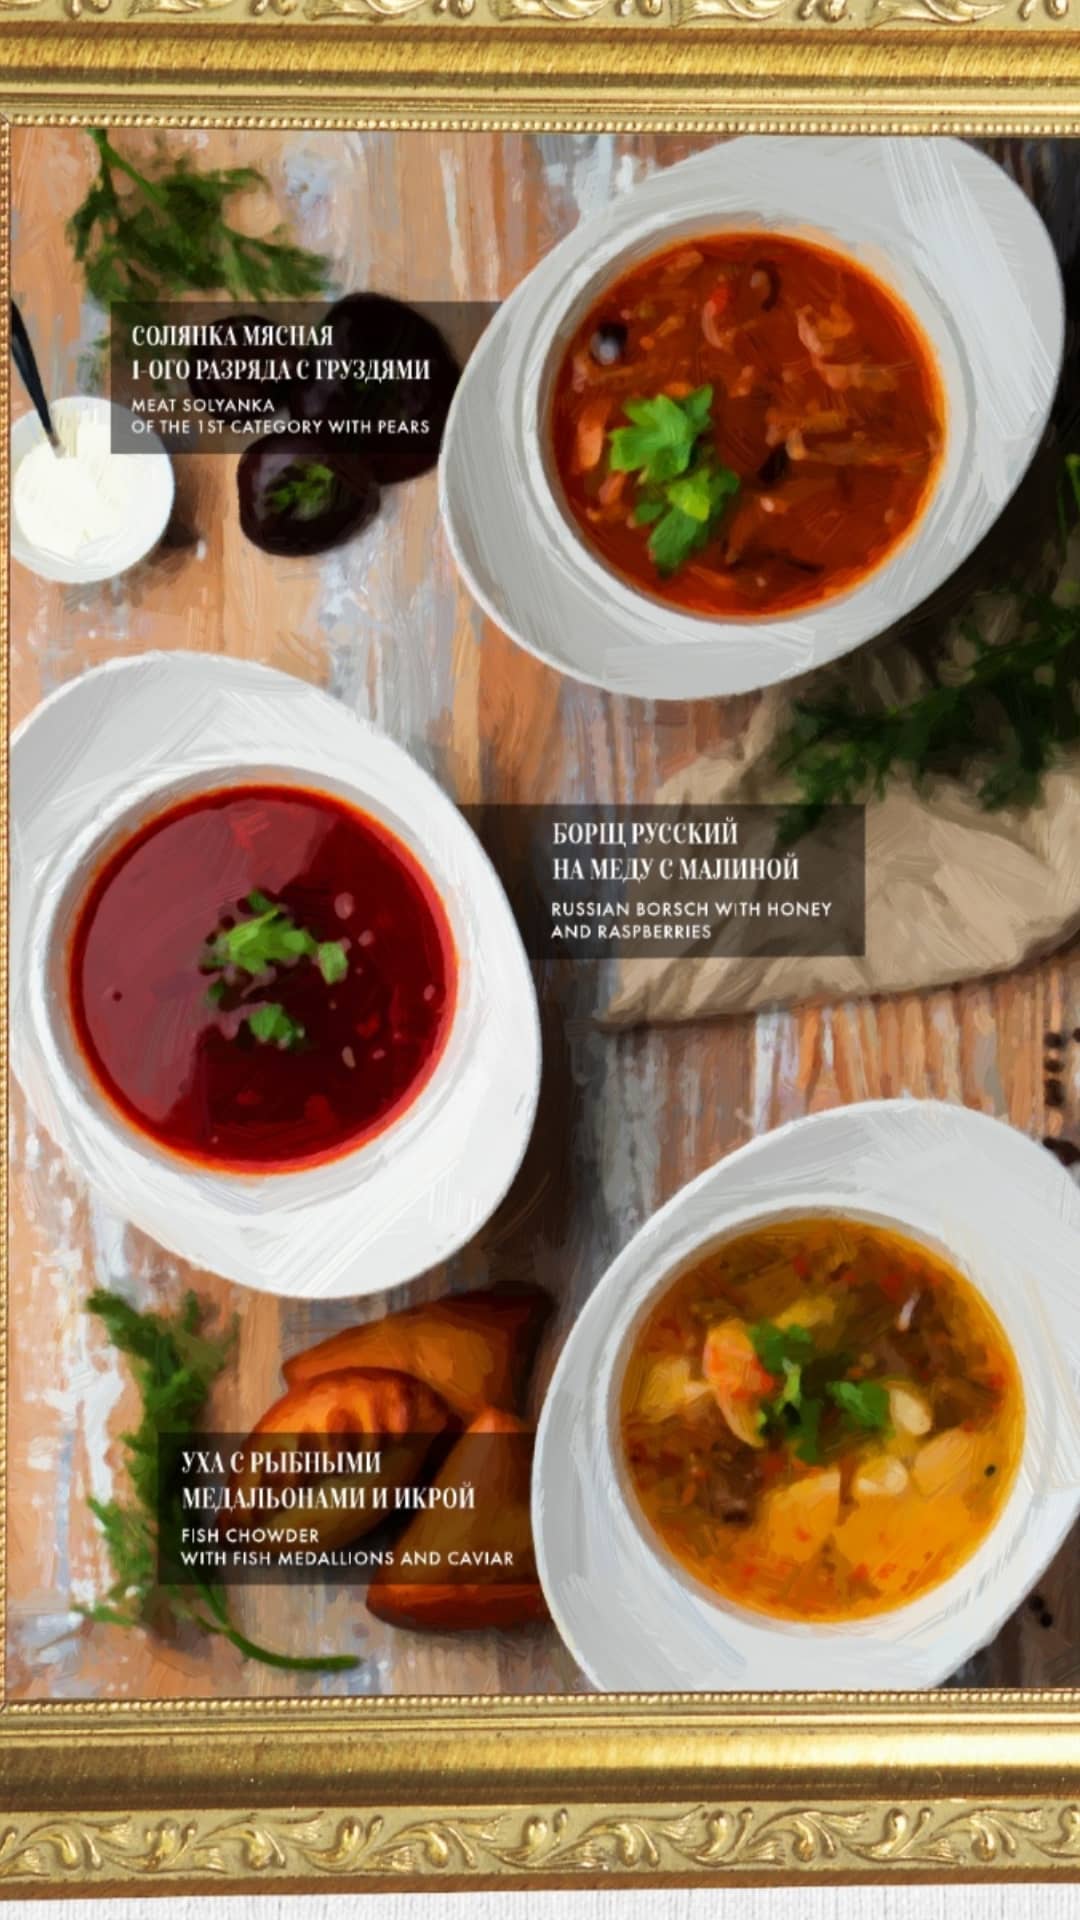 СОЛЯНКА МЯСНАЯ
1-ОГО РАЗРЯДА С ГРУЗДЯМИ
MEAT SOLYANKA
OF THE 1ST CATEGORY WITH PEARS
БОРЩ РУССКИЙ
НА МЕДУ С МАЛИНОЙ
RUSSIAN BORSCH WITH HONEY
AND RASPBERRIES
УХА С РЫБНЫМИ
МЕДАЛЬОНАМИ И ИКРОЙ
FISH CHOWDER
WITH FISH MEDALLIONS AND CAVIAR